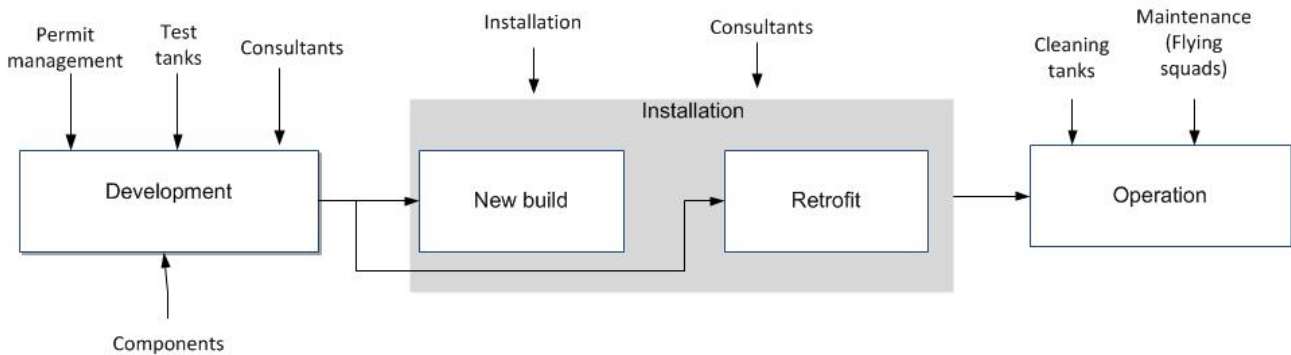 Permit
management
Test
tanks
Consultants
Installation
Consultants
Cleaning
tanks
Maintenance
(Flying
squads)
Installation
Development
New build
Retrofit
Operation
Components